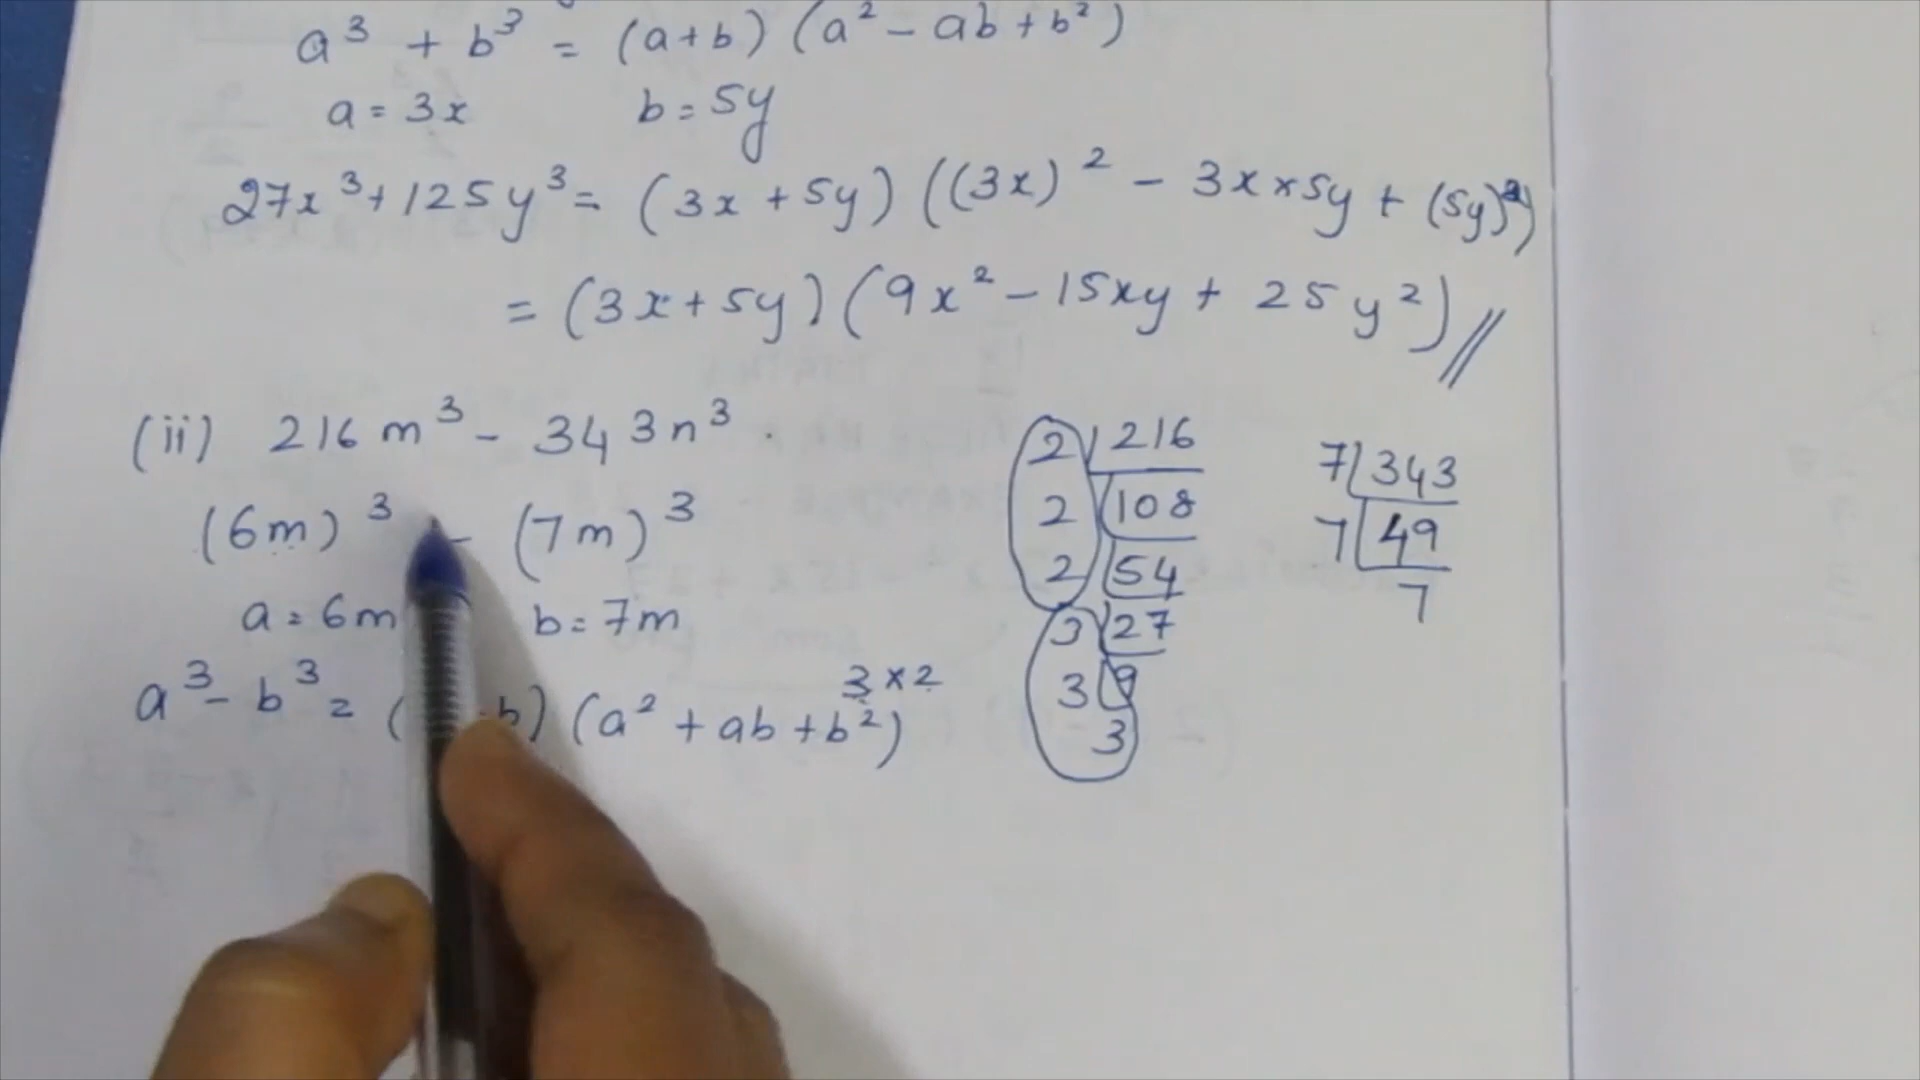 a³ + b³ = (a+b) (a² - ab + b²)
a = 3x b = 5y
27x³ + 125y³ = (3x + 5y) ((3x)² - 3x × 5y + (5y)²)
= (3x + 5y) (9x² - 15xy + 25y²)//
(ii) 216m³ - 343n³.
(6m)³ - (7m)³
a = 6m b = 7m
a³ - b³ = ( - b) (a² + ab + b²)
3 × 2
2 216
2 108
2 54
3 27
3 9
3
7 343
7 49
7